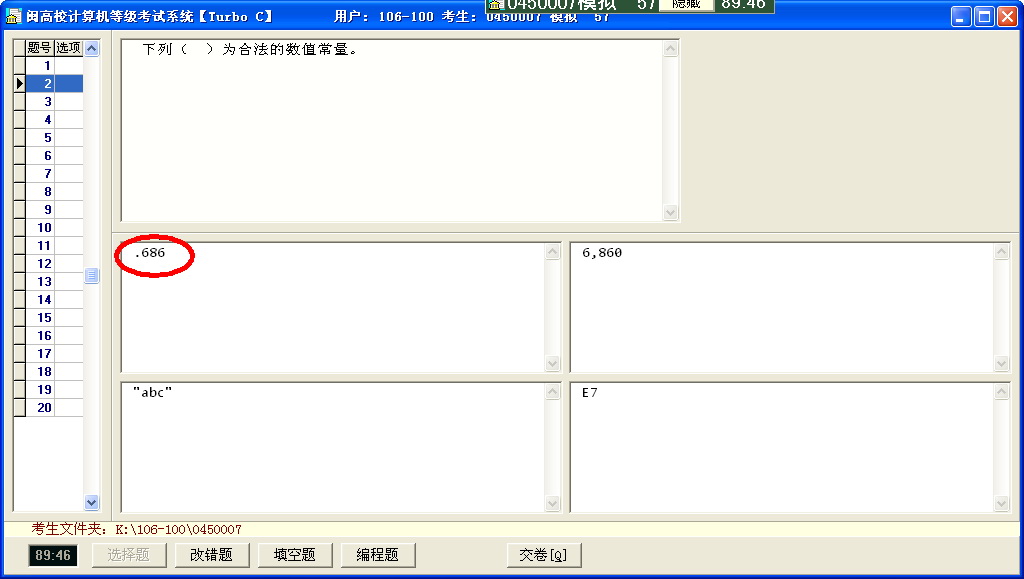 闽高校计算机等级考试系统【Turbo C】 用户: 106-100 考生: 0450007 模拟 57
0450007模拟 57 隐藏 89:46
题号 选项
下列（ ）为合法的数值常量。
1
2
3
4
5
6
7
8
9
10
11
12
13
14
15
16
17
18
19
20
.686
6,860
"abc"
E7
考生文件夹: K:\106-100\0450007
89:46 选择题 改错题 填空题 编程题 交卷[Q]